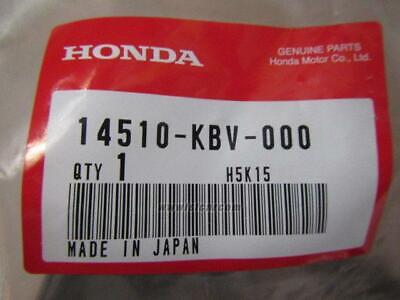 HONDA
GENUINE PARTS
Honda Motor Co., Ltd.
14510-KBV-000
QTY 1 H5K15
MADE IN JAPAN